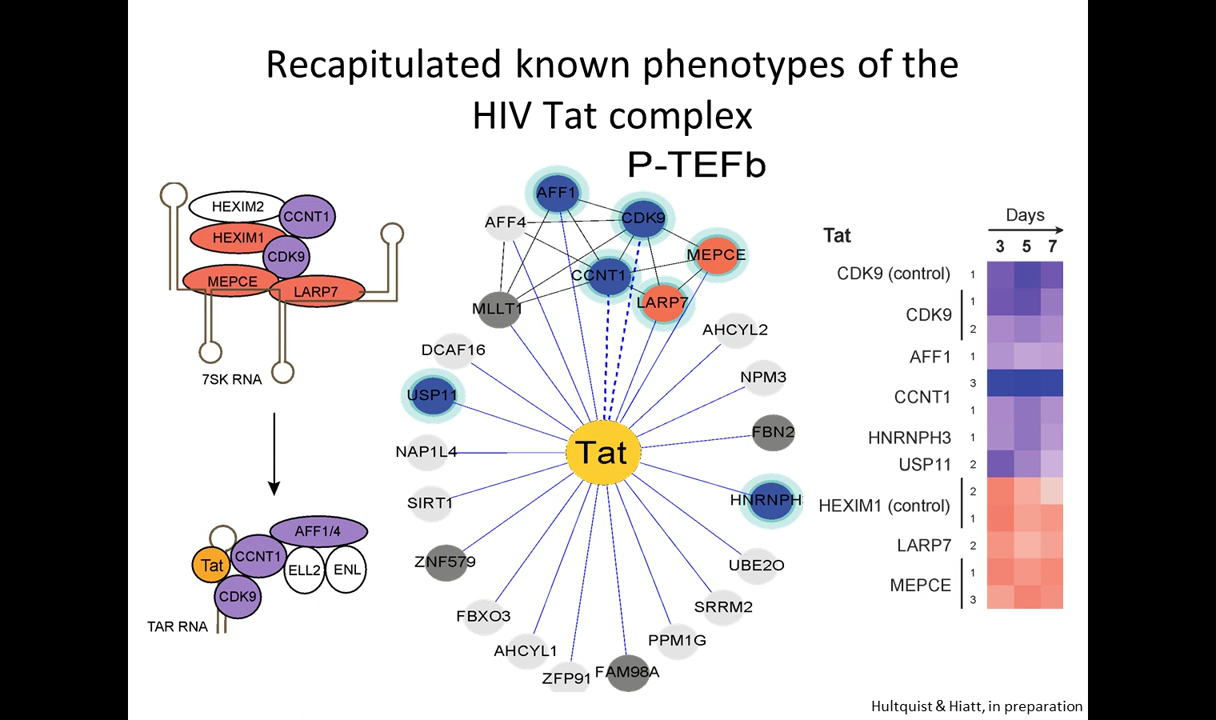 Recapitulated known phenotypes of the
HIV Tat complex
P-TEFb
HEXIM2
CCNT1
HEXIM1
CDK9
MEPCE
LARP7
7SK RNA
AFF1/4
CCNT1
Tat
ELL2
ENL
CDK9
TAR RNA
AFF1
AFF4
CDK9
MEPCE
CCNT1
LARP7
MLLT1
AHCYL2
DCAF16
NPM3
USP11
FBN2
NAP1L4
Tat
SIRT1
HNRNPH
ZNF579
UBE2O
FBXO3
SRRM2
AHCYL1
PPM1G
ZFP91
FAM98A
Days
Tat
3 5 7
CDK9 (control) 1
CDK9 1
2
AFF1 1
CCNT1 3
1
HNRNPH3 1
USP11 2
HEXIM1 (control) 2
1
LARP7 2
MEPCE 1
3
Hultquist & Hiatt, in preparation